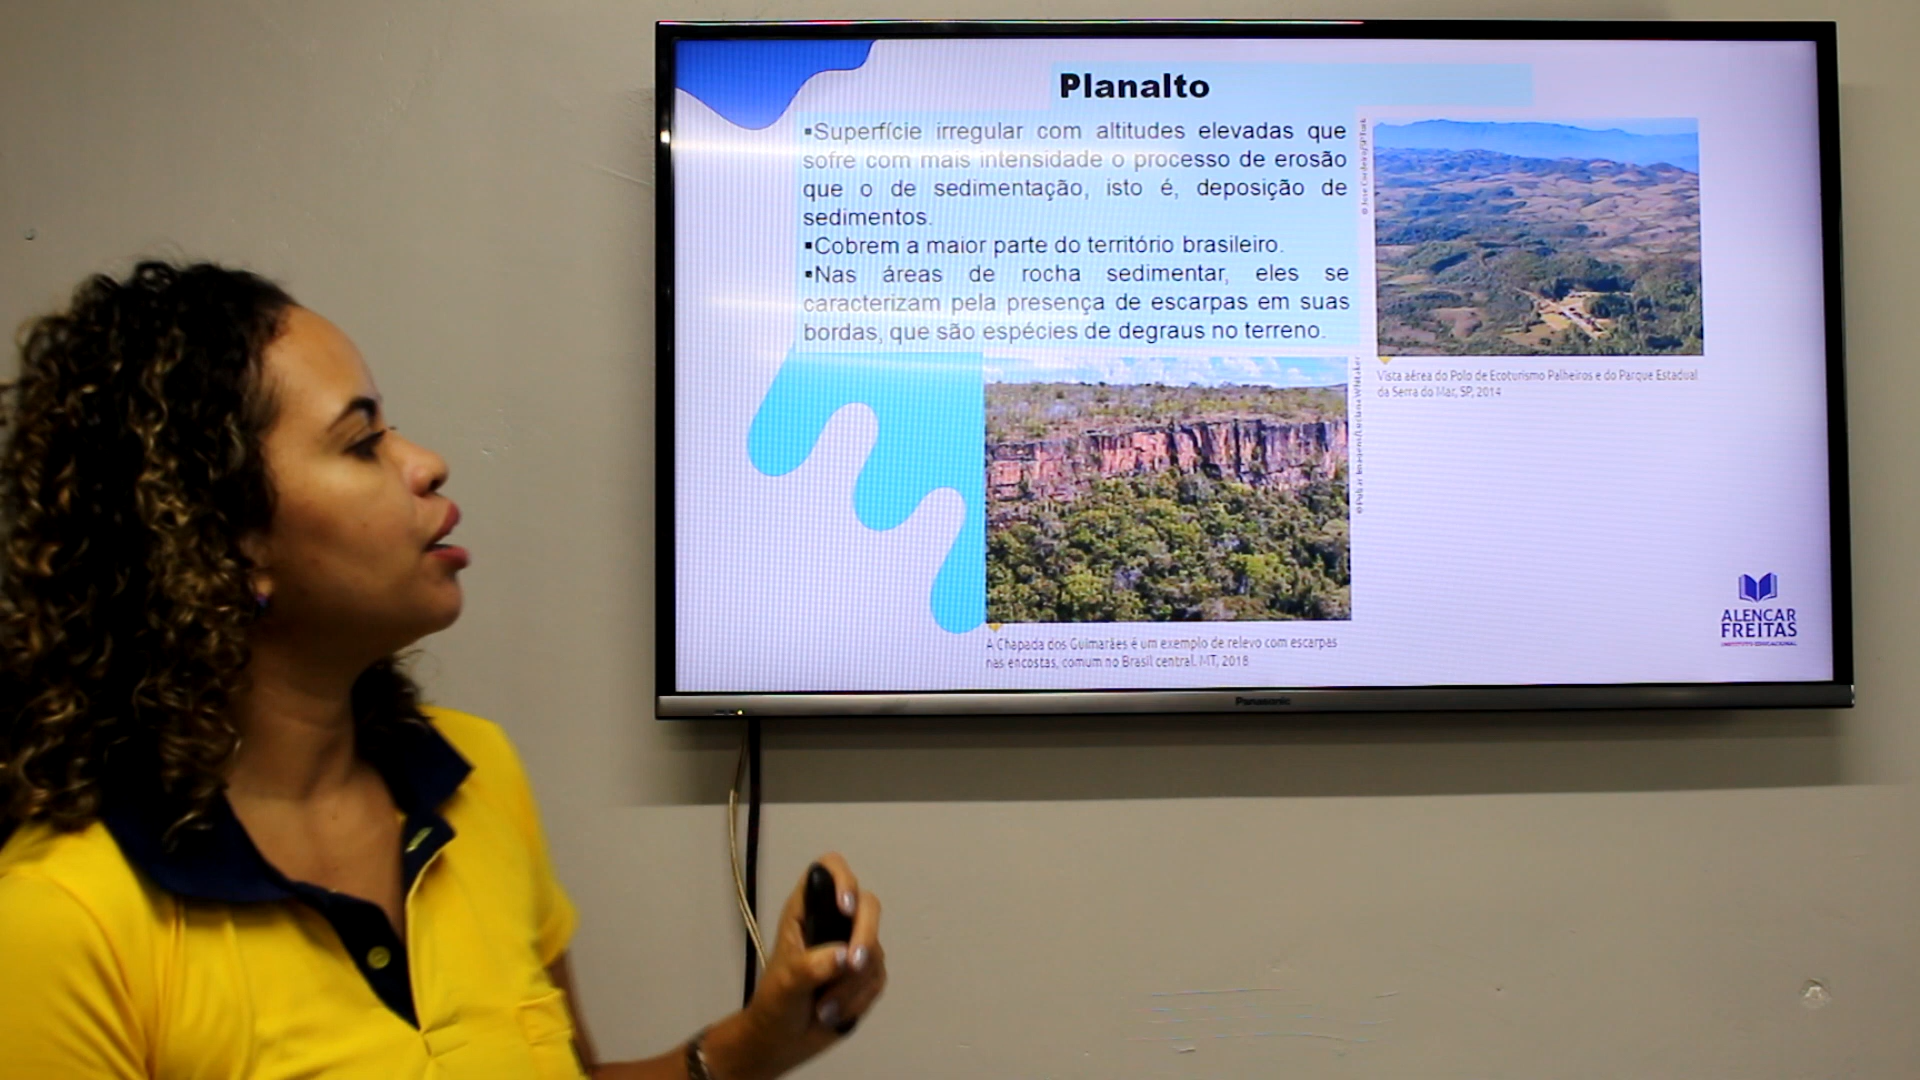 Planalto
▪Superfície irregular com altitudes elevadas que
sofre com mais intensidade o processo de erosão
que o de sedimentação, isto é, deposição de
sedimentos.
▪Cobrem a maior parte do território brasileiro.
▪Nas áreas de rocha sedimentar, eles se
caracterizam pela presença de escarpas em suas
bordas, que são espécies de degraus no terreno.
Vista aérea do Polo de Ecoturismo Palheiros e do Parque Estadual
da Serra do Mar, SP, 2014
A Chapada dos Guimarães é um exemplo de relevo com escarpas
nas encostas, comum no Brasil central. MT, 2018
ALENCAR
FREITAS
INSTITUTO EDUCACIONAL
Panasonic